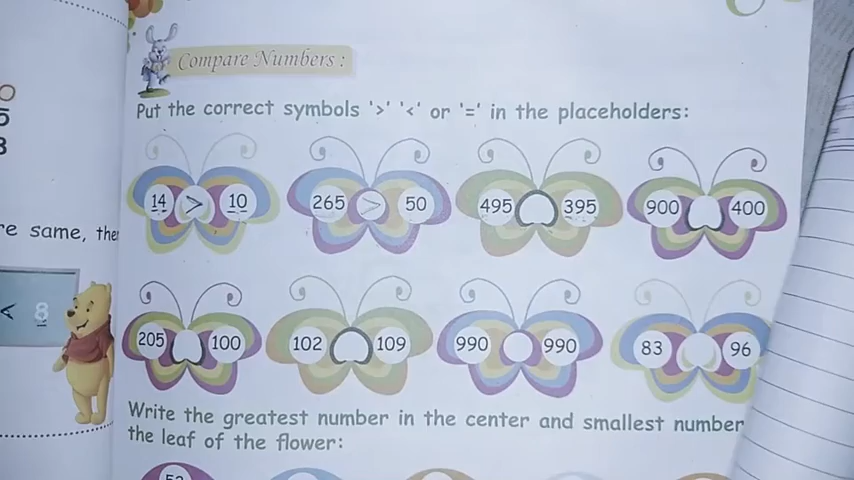 Compare Numbers :
Put the correct symbols '>' '<' or '=' in the placeholders:
14 > 10 265 > 50 495 395 900 400
re same, the
< 8
205 100 102 109 990 990 83 96
Write the greatest number in the center and smallest number
the leaf of the flower: